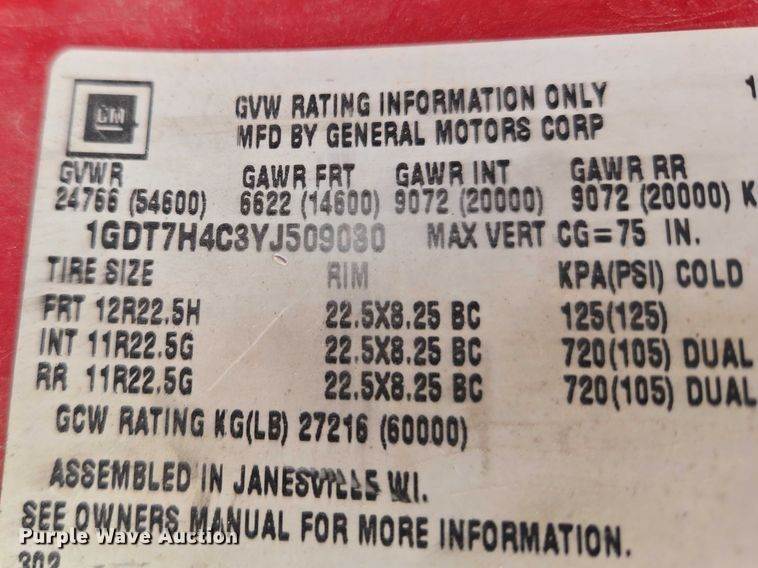 GM
GVW RATING INFORMATION ONLY 1
MFD BY GENERAL MOTORS CORP
GVWR GAWR FRT GAWR INT GAWR RR
24766 (54600) 6622 (14600) 9072 (20000) 9072 (20000) K
1GDT7H4C3YJ509030 MAX VERT CG=75 IN.
TIRE SIZE RIM KPA(PSI) COLD
FRT 12R22.5H 22.5X8.25 BC 125(125)
INT 11R22.5G 22.5X8.25 BC 720(105) DUAL
RR 11R22.5G 22.5X8.25 BC 720(105) DUAL
GCW RATING KG(LB) 27216 (60000)
ASSEMBLED IN JANESVILLE WI.
SEE OWNERS MANUAL FOR MORE INFORMATION.
Purple Wave Auction
302